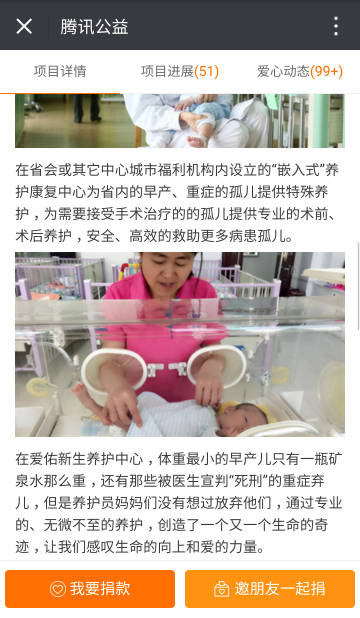 腾讯公益
项目详情 项目进展(51) 爱心动态(99+)
在省会或其它中心城市福利机构内设立的“嵌入式”养
护康复中心为省内的早产、重症的孤儿提供特殊养
护，为需要接受手术治疗的的孤儿提供专业的术前、
术后养护，安全、高效的救助更多病患孤儿。
在爱佑新生养护中心，体重最小的早产儿只有一瓶矿
泉水那么重，还有那些被医生宣判“死刑”的重症弃
儿，但是养护员妈妈们没有想过放弃他们，通过专业
的、无微不至的养护，创造了一个又一个生命的奇
迹，让我们感叹生命的向上和爱的力量。
我要捐款 邀朋友一起捐